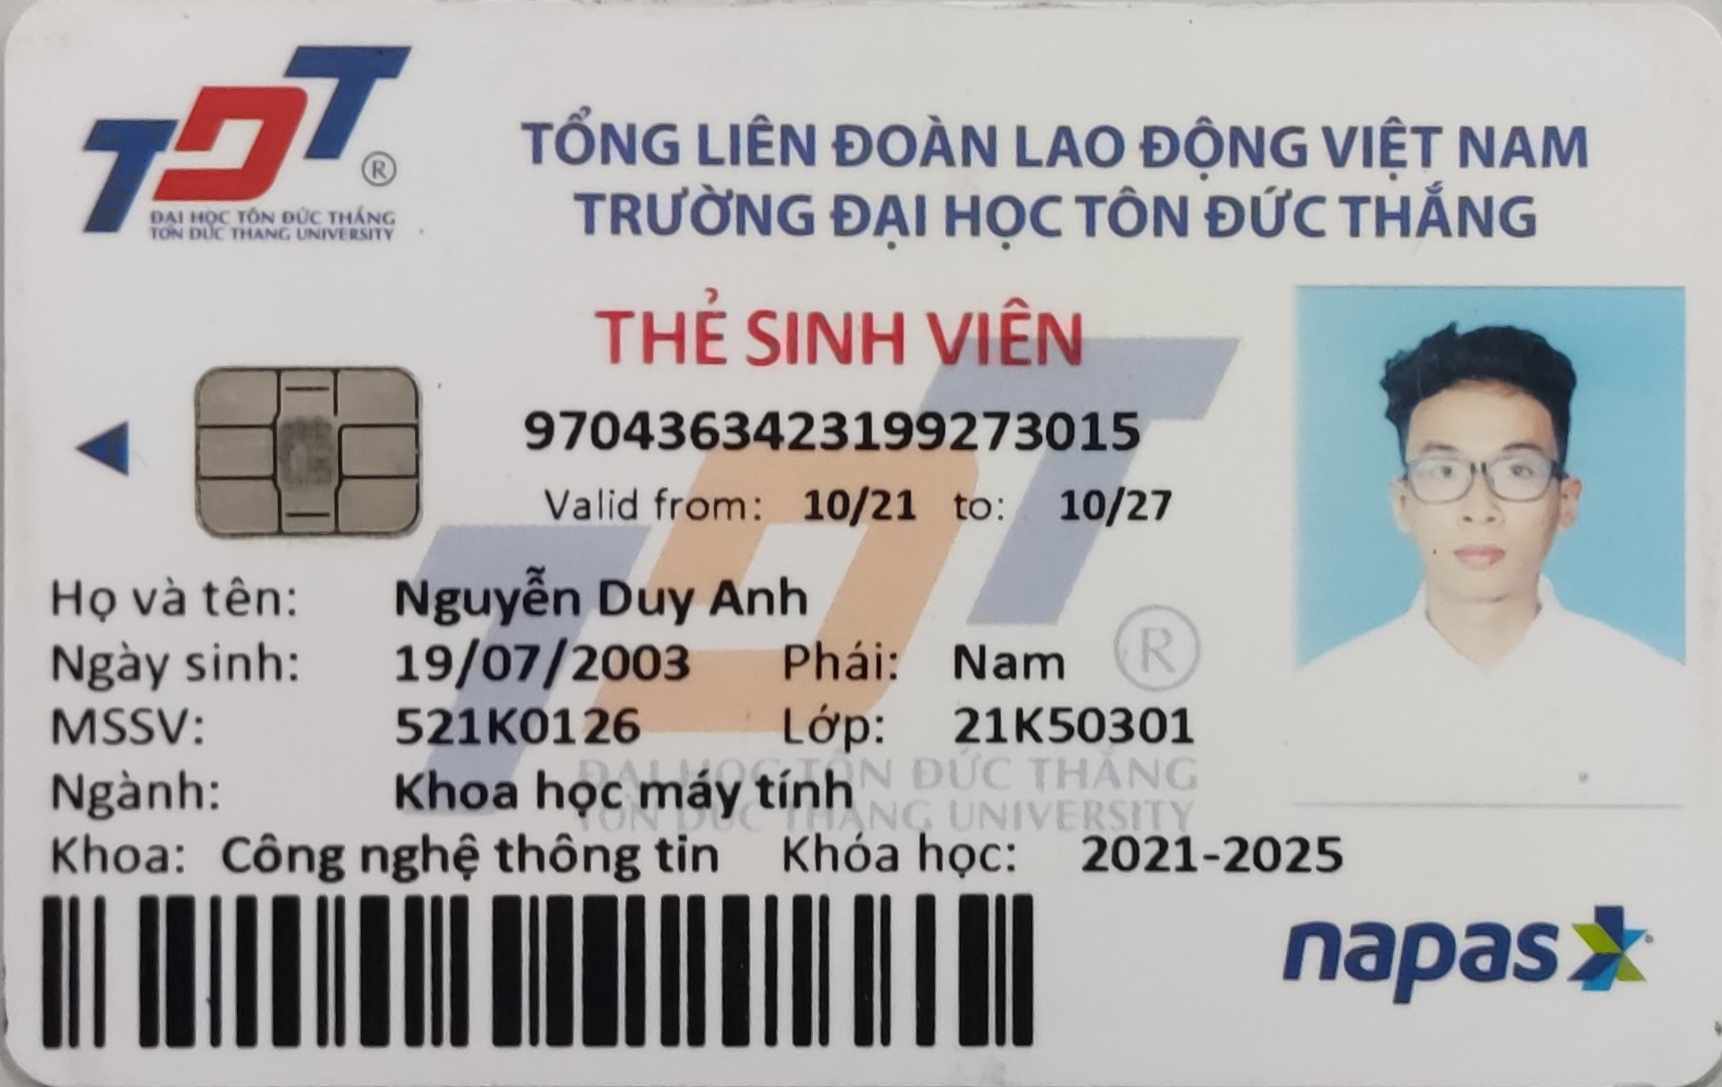 TDT ®
ĐẠI HỌC TÔN ĐỨC THẮNG
TON DUC THANG UNIVERSITY
TỔNG LIÊN ĐOÀN LAO ĐỘNG VIỆT NAM
TRƯỜNG ĐẠI HỌC TÔN ĐỨC THẮNG
THẺ SINH VIÊN
9704363423199273015
Valid from: 10/21 to: 10/27
Họ và tên: Nguyễn Duy Anh
Ngày sinh: 19/07/2003 Phái: Nam
MSSV: 521K0126 Lớp: 21K50301
Ngành: Khoa học máy tính
Khoa: Công nghệ thông tin Khóa học: 2021-2025
TDT ®
ĐẠI HỌC TÔN ĐỨC THẮNG
TON DUC THANG UNIVERSITY
napas